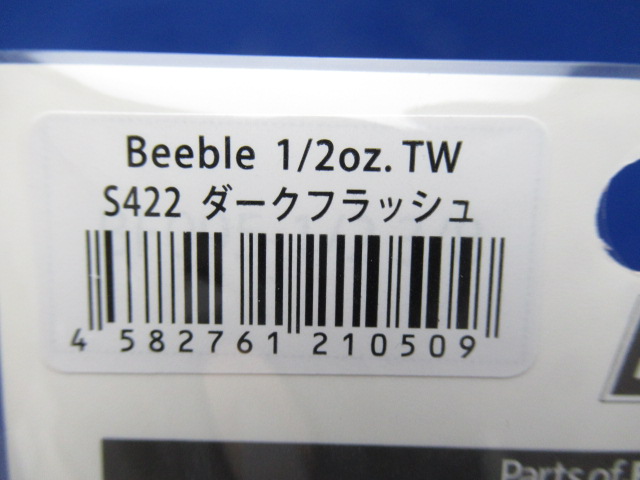 Beeble 1/2oz. TW
S422 ダークフラッシュ
4 582761 210509
Parts of